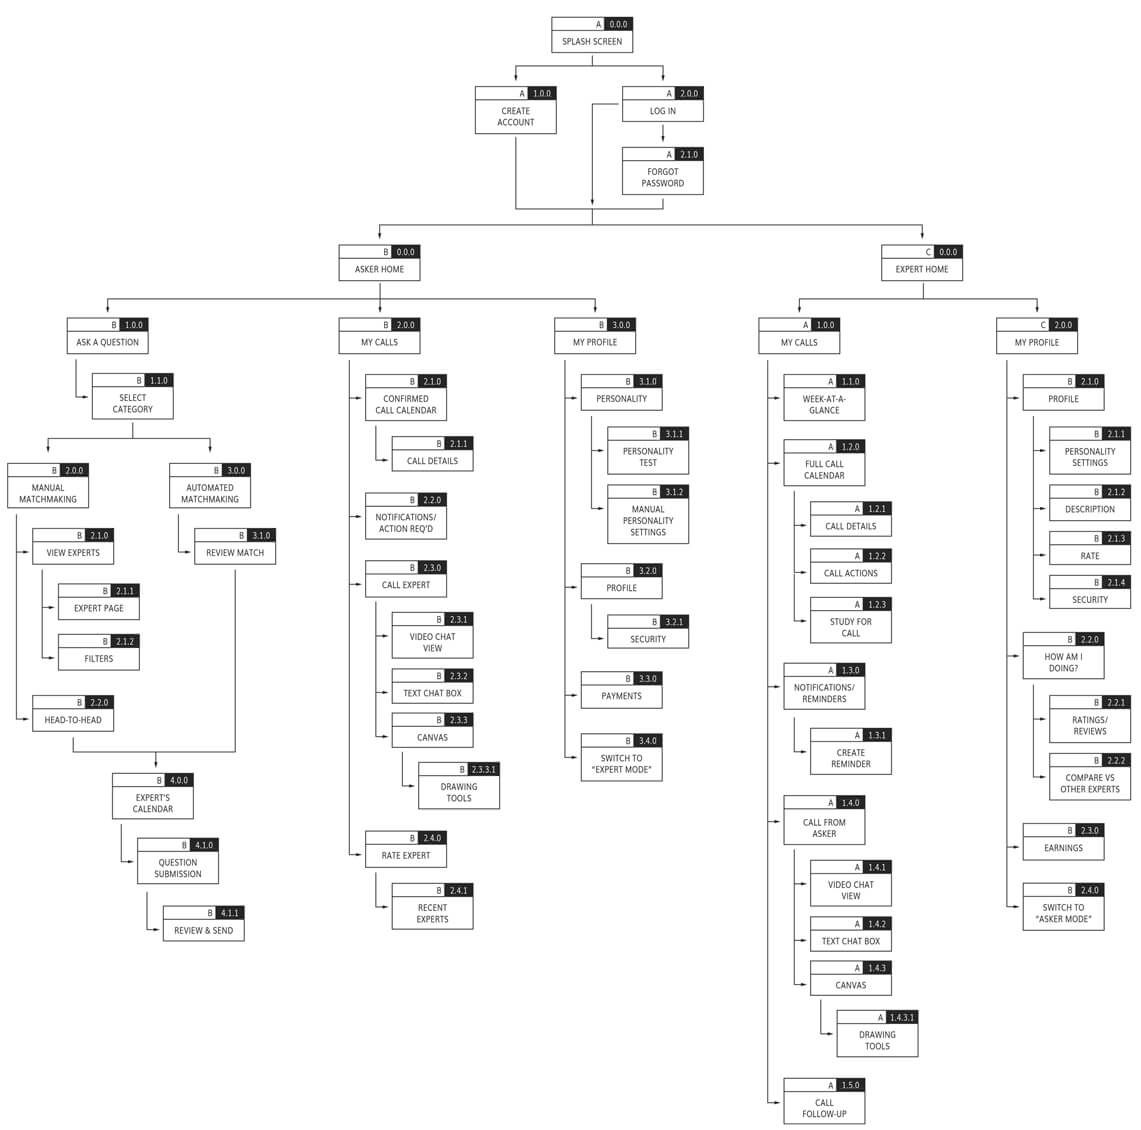 A 0.0.0
SPLASH SCREEN
A 1.0.0
CREATE
ACCOUNT
A 2.0.0
LOG IN
A 2.1.0
FORGOT
PASSWORD
B 0.0.0
ASKER HOME
C 0.0.0
EXPERT HOME
B 1.0.0
ASK A QUESTION
B 1.1.0
SELECT
CATEGORY
B 2.0.0
MANUAL
MATCHMAKING
B 2.1.0
VIEW EXPERTS
B 2.1.1
EXPERT PAGE
B 2.1.2
FILTERS
B 2.2.0
HEAD-TO-HEAD
B 3.0.0
AUTOMATED
MATCHMAKING
B 3.1.0
REVIEW MATCH
B 4.0.0
EXPERT'S
CALENDAR
B 4.1.0
QUESTION
SUBMISSION
B 4.1.1
REVIEW & SEND
B 2.0.0
MY CALLS
B 2.1.0
CONFIRMED
CALL CALENDAR
B 2.1.1
CALL DETAILS
B 2.2.0
NOTIFICATIONS/
ACTION REQ'D
B 2.3.0
CALL EXPERT
B 2.3.1
VIDEO CHAT
VIEW
B 2.3.2
TEXT CHAT BOX
B 2.3.3
CANVAS
B 2.3.3.1
DRAWING
TOOLS
B 2.4.0
RATE EXPERT
B 2.4.1
RECENT
EXPERTS
B 3.0.0
MY PROFILE
B 3.1.0
PERSONALITY
B 3.1.1
PERSONALITY
TEST
B 3.1.2
MANUAL
PERSONALITY
SETTINGS
B 3.2.0
PROFILE
B 3.2.1
SECURITY
B 3.3.0
PAYMENTS
B 3.4.0
SWITCH TO
"EXPERT MODE"
A 1.0.0
MY CALLS
A 1.1.0
WEEK-AT-A-
GLANCE
A 1.2.0
FULL CALL
CALENDAR
A 1.2.1
CALL DETAILS
A 1.2.2
CALL ACTIONS
A 1.2.3
STUDY FOR
CALL
A 1.3.0
NOTIFICATIONS/
REMINDERS
A 1.3.1
CREATE
REMINDER
A 1.4.0
CALL FROM
ASKER
A 1.4.1
VIDEO CHAT
VIEW
A 1.4.2
TEXT CHAT BOX
A 1.4.3
CANVAS
A 1.4.3.1
DRAWING
TOOLS
A 1.5.0
CALL
FOLLOW-UP
C 2.0.0
MY PROFILE
B 2.1.0
PROFILE
B 2.1.1
PERSONALITY
SETTINGS
B 2.1.2
DESCRIPTION
B 2.1.3
RATE
B 2.1.4
SECURITY
B 2.2.0
HOW AM I
DOING?
B 2.2.1
RATINGS/
REVIEWS
B 2.2.2
COMPARE VS
OTHER EXPERTS
B 2.3.0
EARNINGS
B 2.4.0
SWITCH TO
"ASKER MODE"